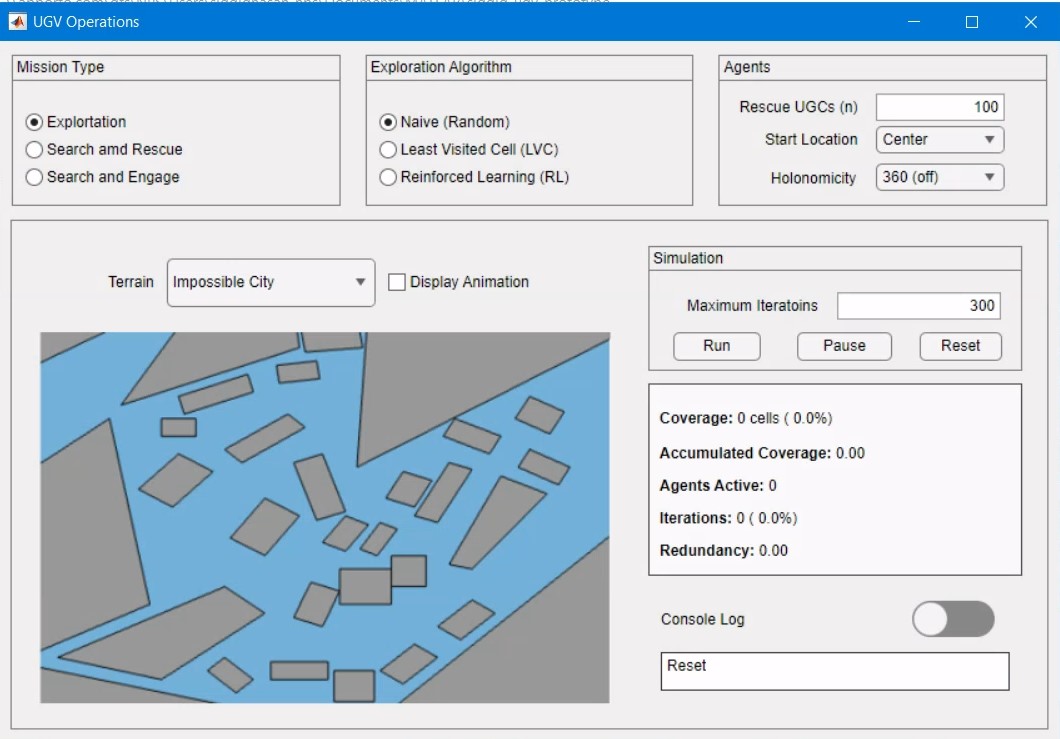 UGV Operations
Mission Type
Explortation
Search amd Rescue
Search and Engage
Exploration Algorithm
Naive (Random)
Least Visited Cell (LVC)
Reinforced Learning (RL)
Agents
Rescue UGCs (n) 100
Start Location Center
Holonomicity 360 (off)
Terrain Impossible City Display Animation
Simulation
Maximum Iteratoins 300
Run Pause Reset
Coverage: 0 cells ( 0.0%)
Accumulated Coverage: 0.00
Agents Active: 0
Iterations: 0 ( 0.0%)
Redundancy: 0.00
Console Log
Reset